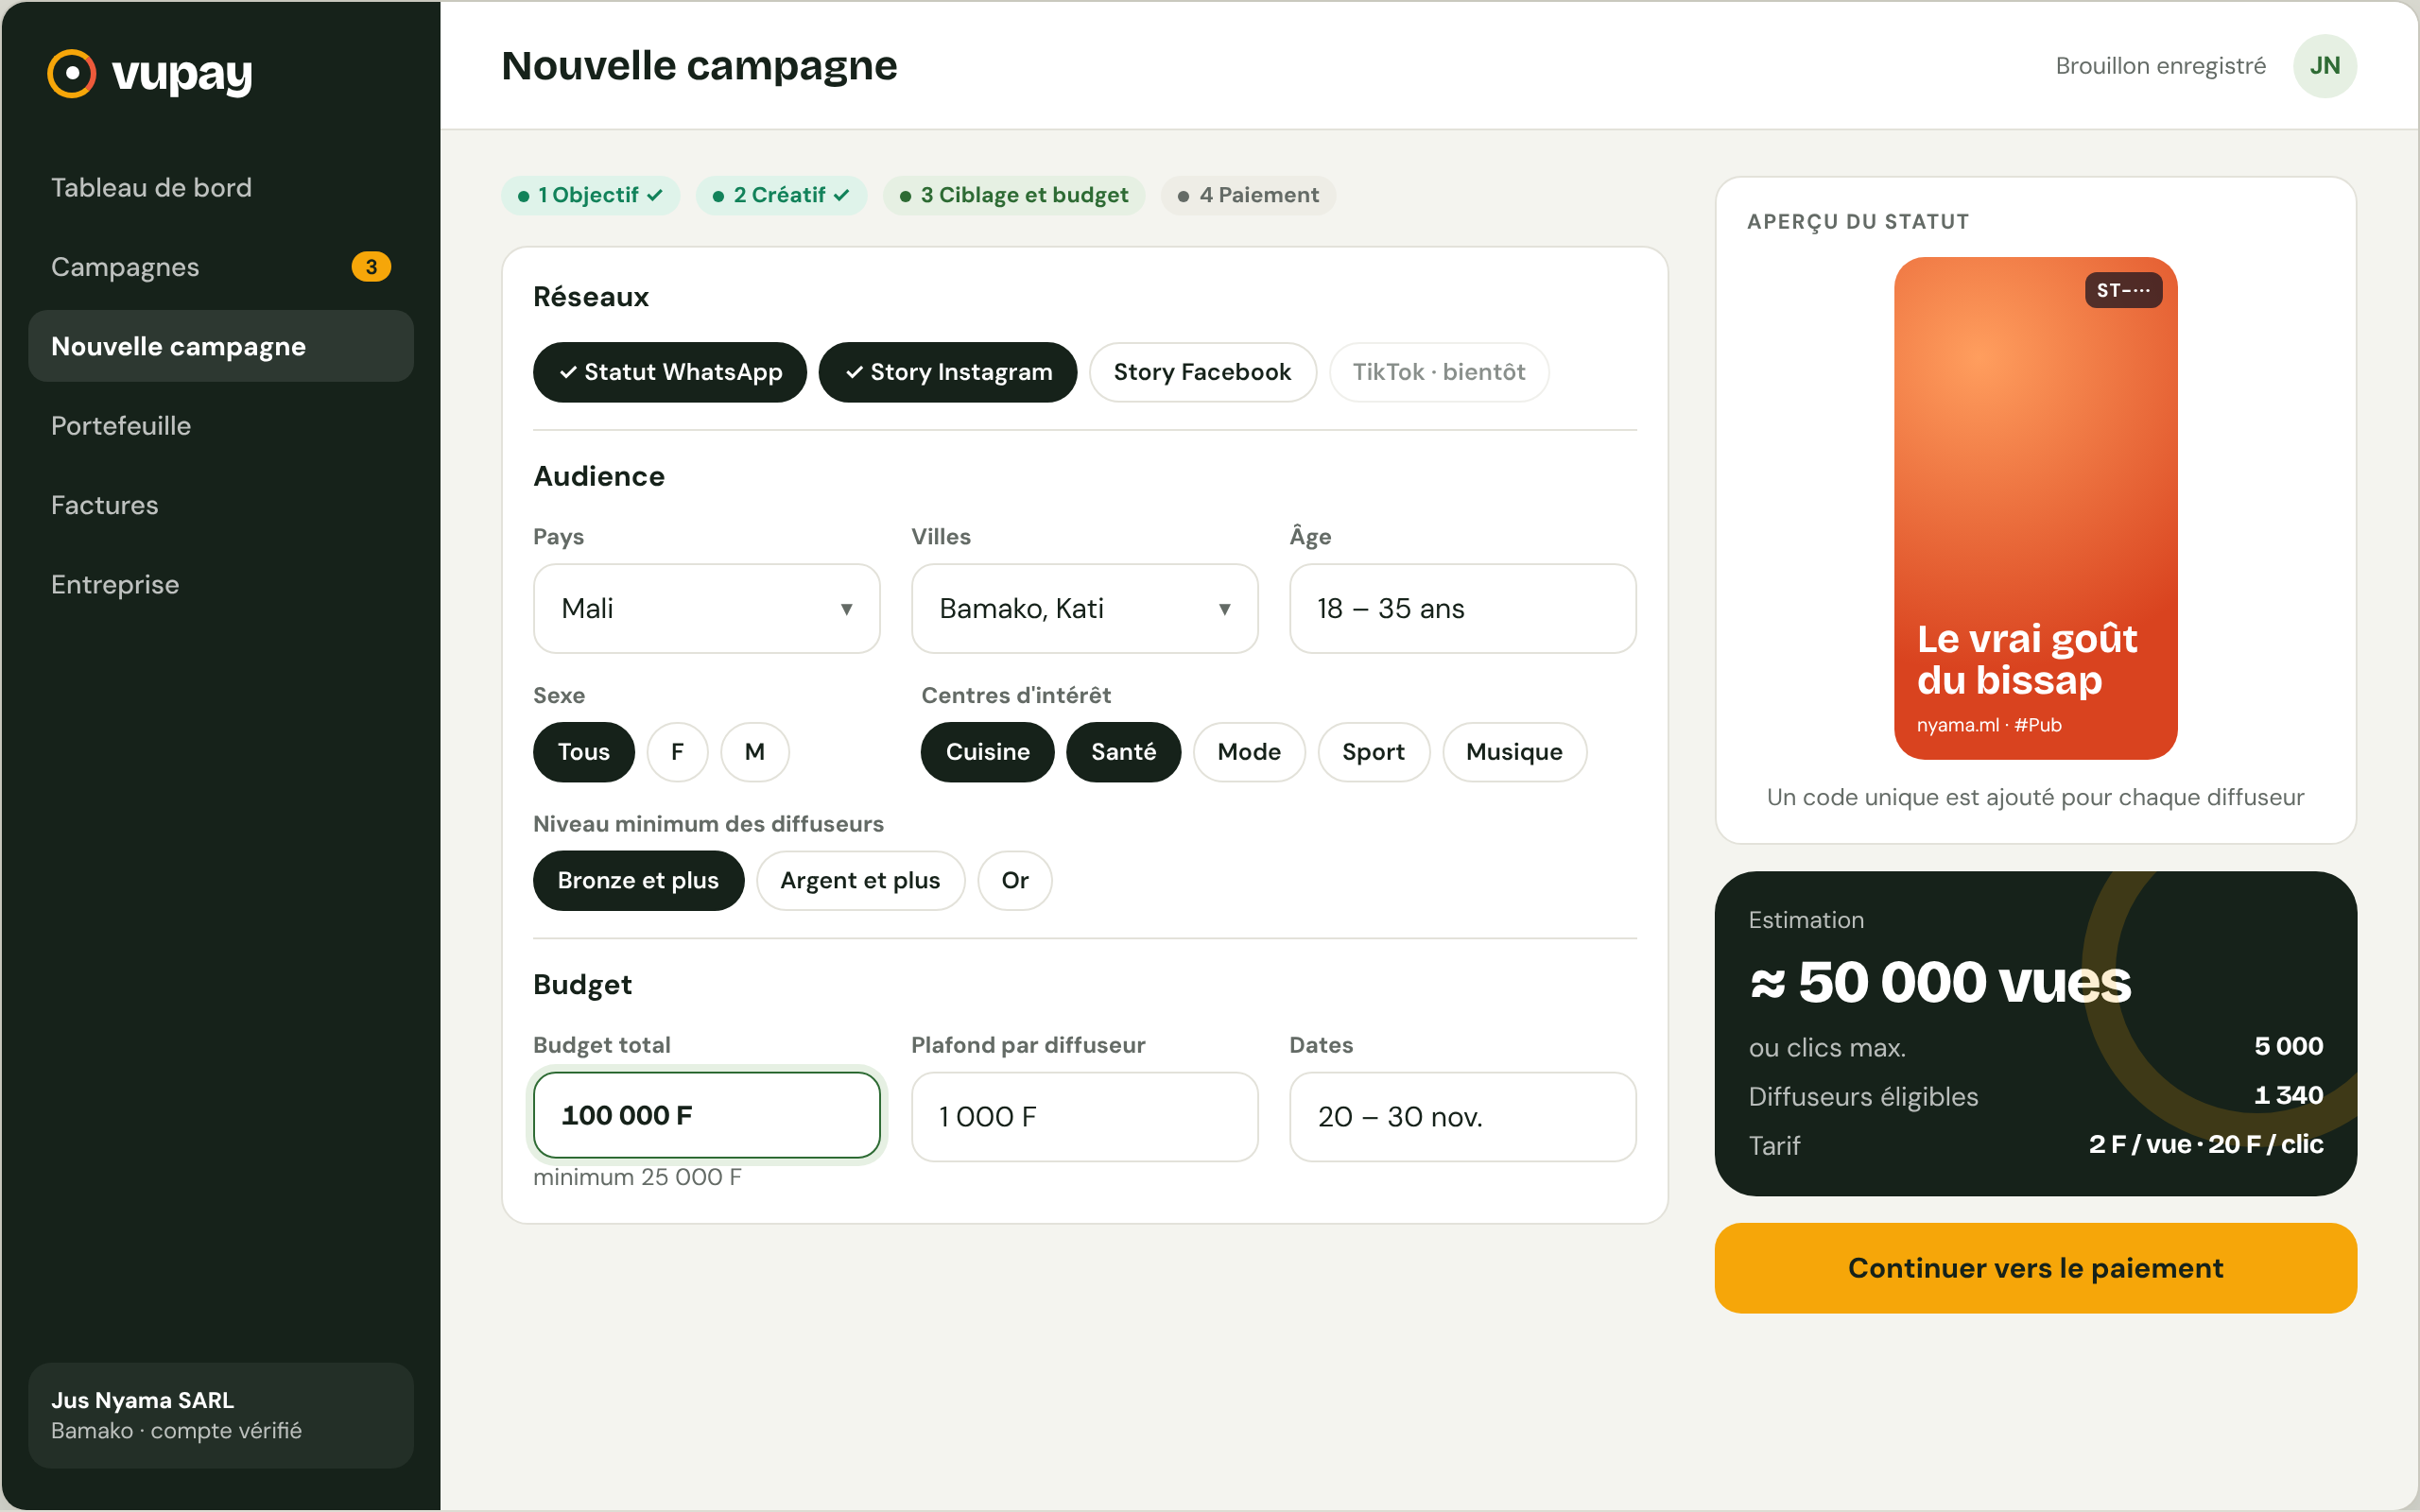 vupay
Tableau de bord
Campagnes 3
Nouvelle campagne
Portefeuille
Factures
Entreprise
Jus Nyama SARL
Bamako · compte vérifié
Nouvelle campagne
Brouillon enregistré JN
1 Objectif ✓ 2 Créatif ✓ 3 Ciblage et budget 4 Paiement
Réseaux
✓ Statut WhatsApp ✓ Story Instagram Story Facebook TikTok · bientôt
Audience
Pays Villes Âge
Mali ▼ Bamako, Kati ▼ 18 – 35 ans
Sexe Centres d'intérêt
Tous F M Cuisine Santé Mode Sport Musique
Niveau minimum des diffuseurs
Bronze et plus Argent et plus Or
Budget
Budget total Plafond par diffuseur Dates
100 000 F 1 000 F 20 – 30 nov.
minimum 25 000 F
APERÇU DU STATUT
ST-···
Le vrai goût
du bissap
nyama.ml · #Pub
Un code unique est ajouté pour chaque diffuseur
Estimation
≈ 50 000 vues
ou clics max. 5 000
Diffuseurs éligibles 1 340
Tarif 2 F / vue · 20 F / clic
Continuer vers le paiement